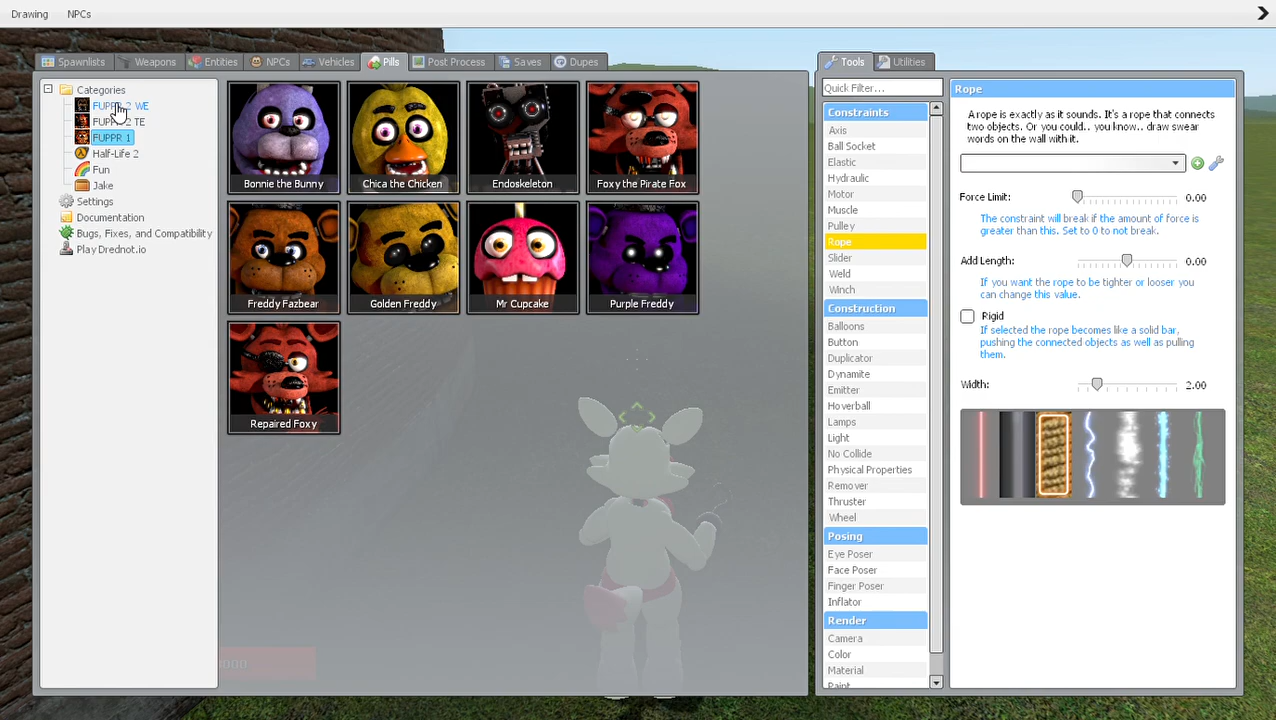 Drawing NPCs
Spawnlists Weapons Entities NPCs Vehicles Pills Post Process Saves Dupes
Categories
FUPPR 2 WE
FUPPR 2 TE
FUPPR 1
Half-Life 2
Fun
Jake
Settings
Documentation
Bugs, Fixes, and Compatibility
Play Drednot.io
Bonnie the Bunny
Chica the Chicken
Endoskeleton
Foxy the Pirate Fox
Freddy Fazbear
Golden Freddy
Mr Cupcake
Purple Freddy
Repaired Foxy
Tools Utilities
Quick Filter...
Constraints
Axis
Ball Socket
Elastic
Hydraulic
Motor
Muscle
Pulley
Rope
Slider
Weld
Winch
Construction
Balloons
Button
Duplicator
Dynamite
Emitter
Hoverball
Lamps
Light
No Collide
Physical Properties
Remover
Thruster
Wheel
Posing
Eye Poser
Face Poser
Finger Poser
Inflator
Render
Camera
Color
Material
Paint
Rope
A rope is exactly as it sounds. It's a rope that connects
two objects. Or you could.. you know.. draw swear
words on the wall with it.
Force Limit: 0.00
The constraint will break if the amount of force is
greater than this. Set to 0 to not break.
Add Length: 0.00
If you want the rope to be tighter or looser you
can change this value.
Rigid
If selected the rope becomes like a solid bar,
pushing the connected objects as well as pulling
them.
Width: 2.00